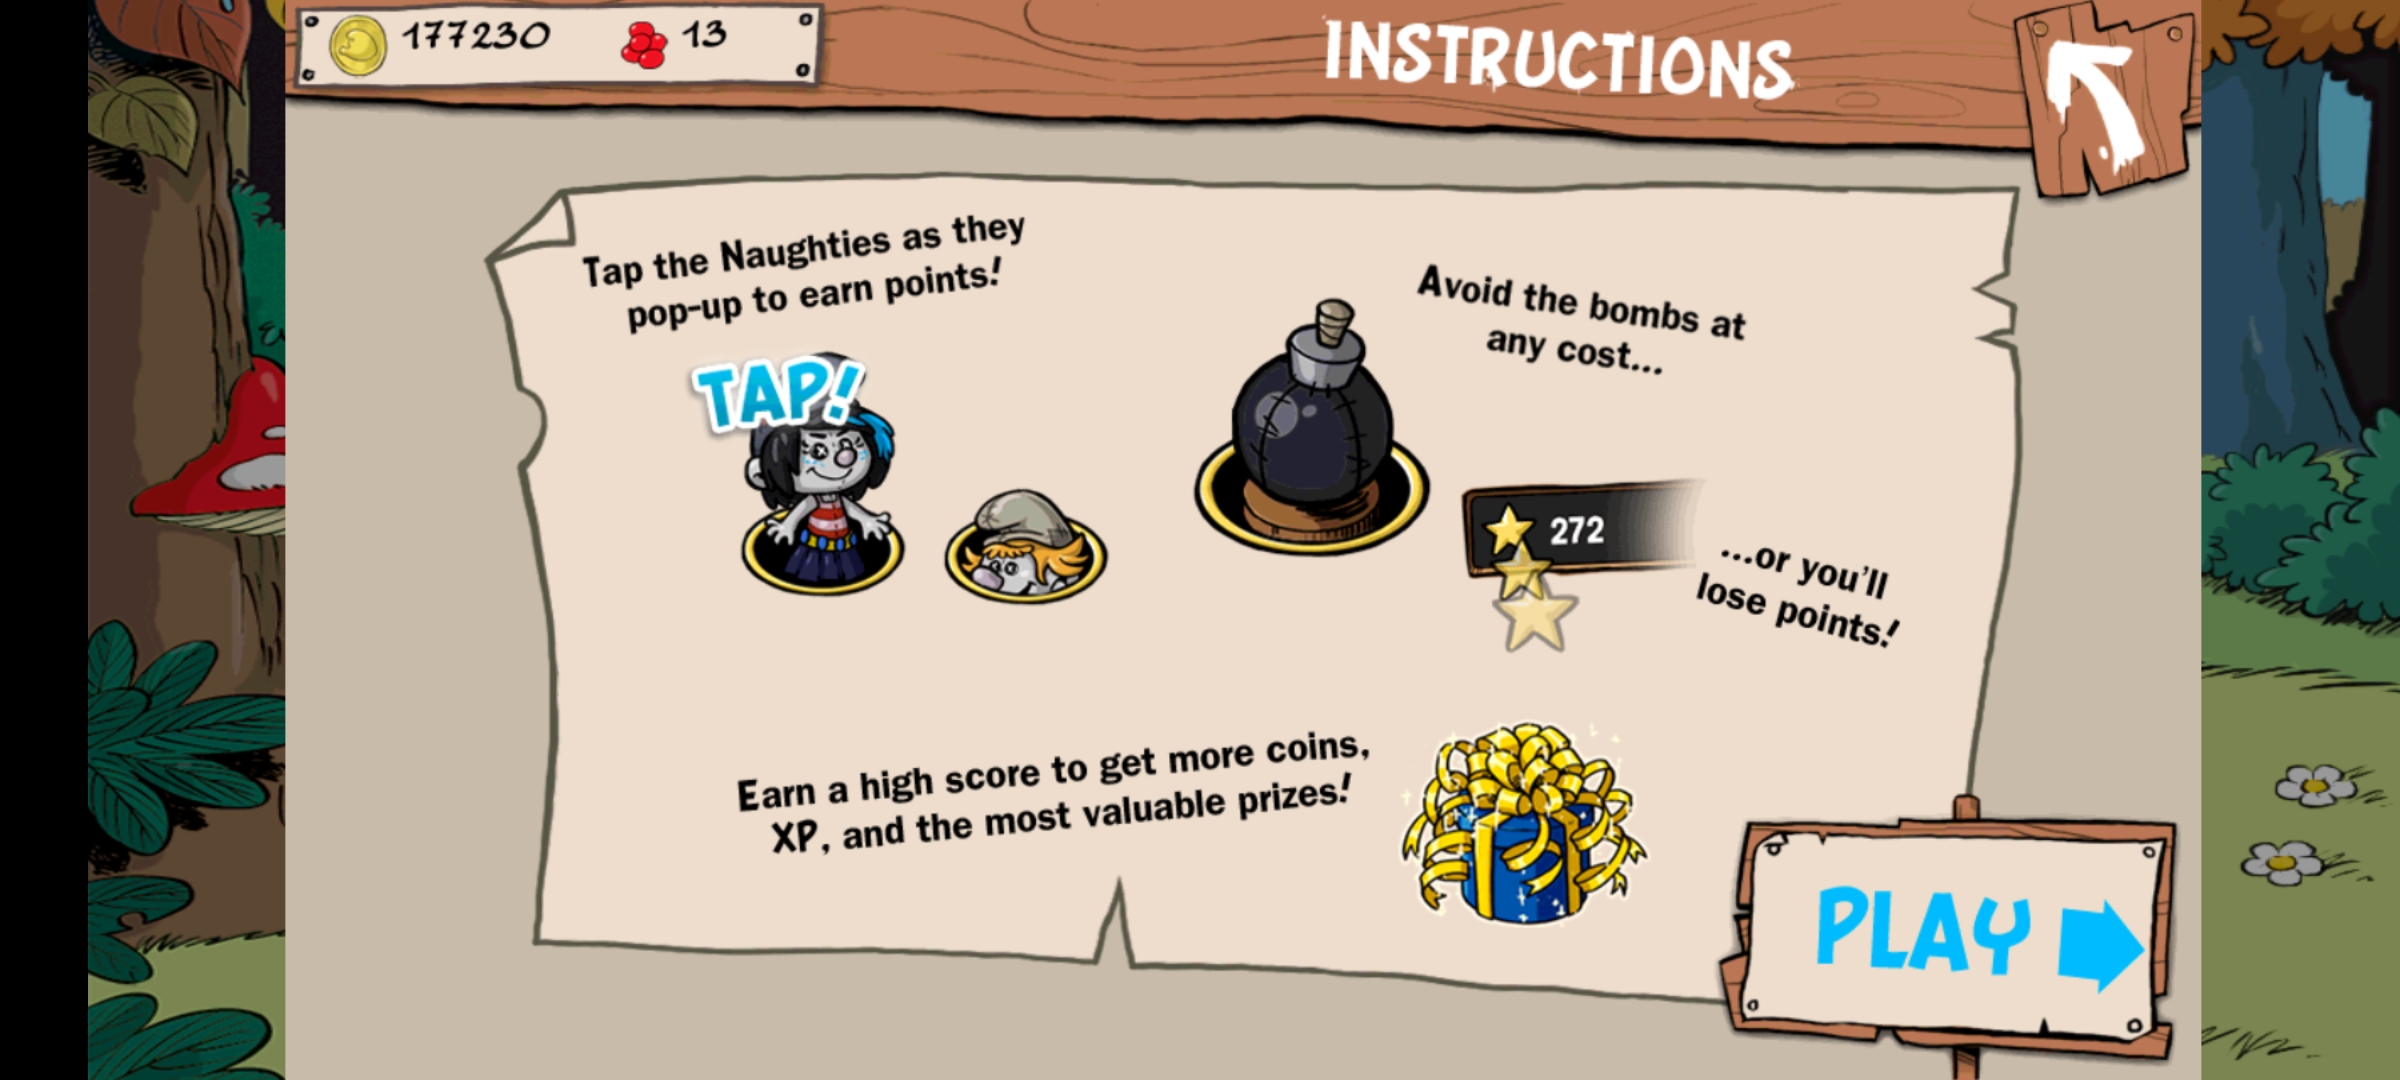 177230
13
INSTRUCTIONS
Tap the Naughties as they
pop-up to earn points!
TAP!
Avoid the bombs at
any cost...
272
...or you'll
lose points!
Earn a high score to get more coins,
XP, and the most valuable prizes!
PLAY